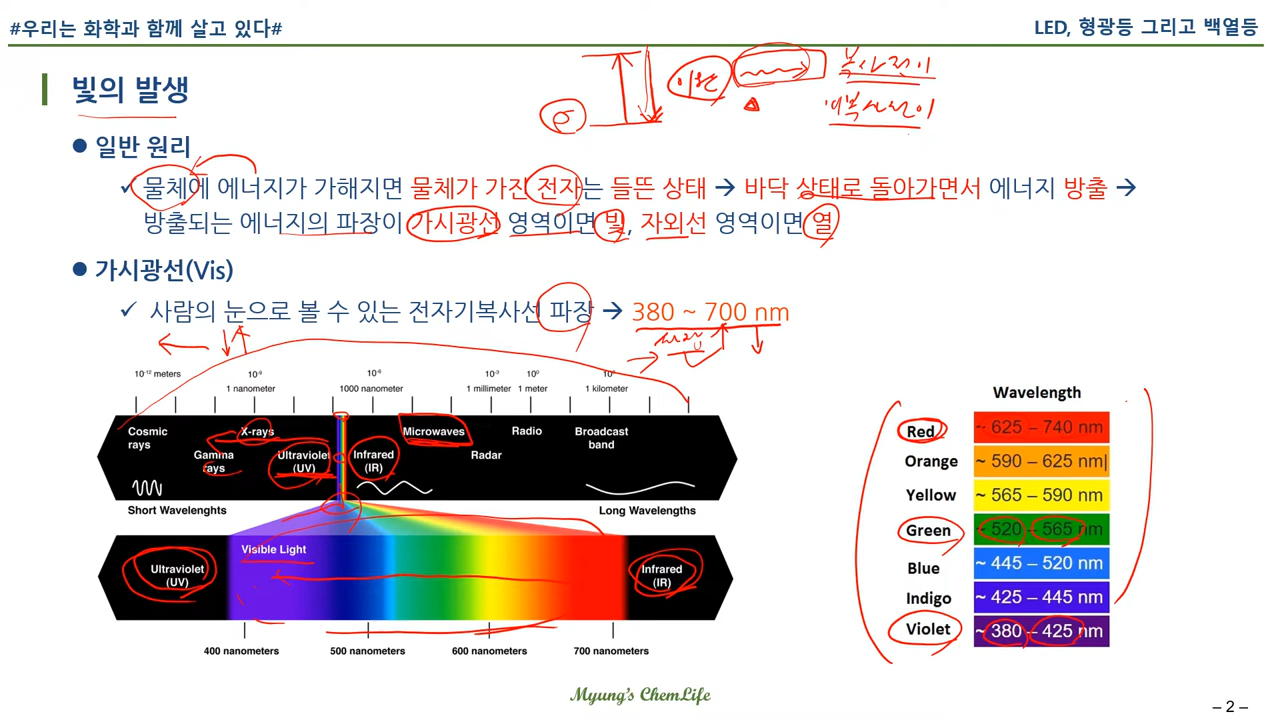 #우리는 화학과 함께 살고 있다#
LED, 형광등 그리고 백열등
빛의 발생
이완
복사전이
비복사전이
일반 원리
물체에 에너지가 가해지면 물체가 가진 전자는 들뜬 상태 → 바닥 상태로 돌아가면서 에너지 방출 →
방출되는 에너지의 파장이 가시광선 영역이면 빛, 자외선 영역이면 열
가시광선(Vis)
사람의 눈으로 볼 수 있는 전자기복사선 파장 → 380 ~ 700 nm
10⁻¹² meters 10⁻⁹ 10⁻⁶ 10⁻³ 10⁰ 10³
1 nanometer 1000 nanometer 1 millimeter 1 meter 1 kilometer
Cosmic rays
X-rays
Gamma rays
Ultraviolet (UV)
Infrared (IR)
Microwaves
Radar
Radio
Broadcast band
Short Wavelenghts
Long Wavelengths
Ultraviolet (UV)
Visible Light
Infrared (IR)
400 nanometers 500 nanometers 600 nanometers 700 nanometers
Wavelength
Red ~ 625 – 740 nm
Orange ~ 590 – 625 nm
Yellow ~ 565 – 590 nm
Green ~ 520 – 565 nm
Blue ~ 445 – 520 nm
Indigo ~ 425 – 445 nm
Violet ~ 380 – 425 nm
Myung's ChemLife
– 2 –